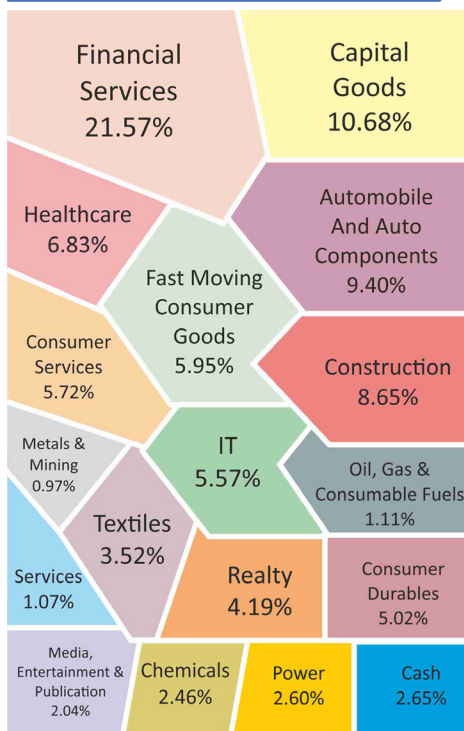 Financial
Services
21.57%
Capital
Goods
10.68%
Healthcare
6.83%
Automobile
And Auto
Components
9.40%
Fast Moving
Consumer
Goods
5.95%
Consumer
Services
5.72%
Construction
8.65%
Metals &
Mining
0.97%
IT
5.57%
Oil, Gas &
Consumable Fuels
1.11%
Textiles
3.52%
Services
1.07%
Realty
4.19%
Consumer
Durables
5.02%
Media,
Entertainment &
Publication
2.04%
Chemicals
2.46%
Power
2.60%
Cash
2.65%